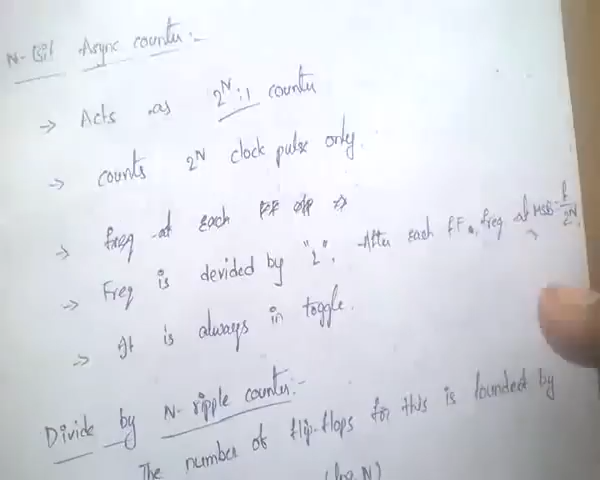 N-Bit Async counter:-
→ Acts as 2^N:1 counter
→ counts 2^N clock pulse only.
→ freq at each
→ Freq is devided by "2". After each FF, freq at MSB = f/2^N.
→ It is always in toggle.
Divide by N-ripple counter:-
The number of flip-flops for this is founded by
(log N)